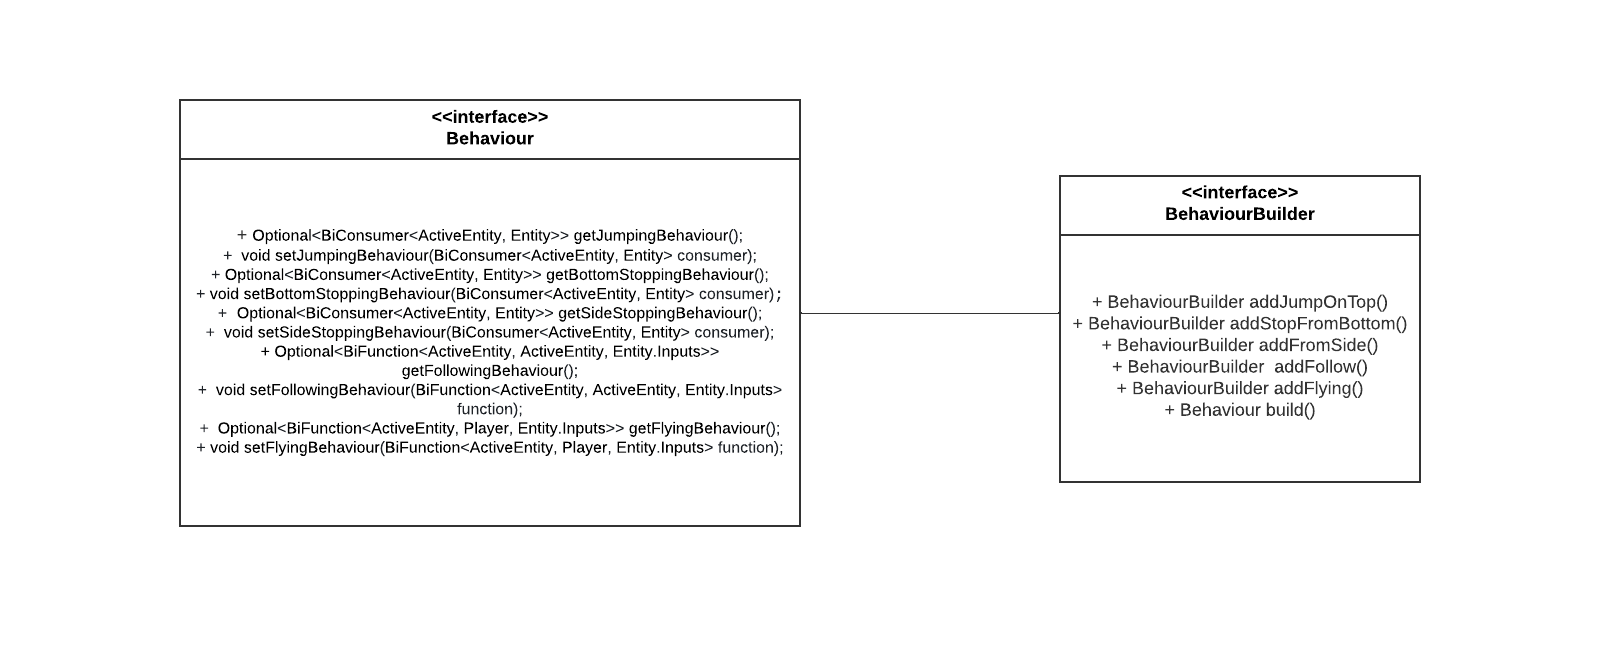 <<interface>>
Behaviour
+ Optional<BiConsumer<ActiveEntity, Entity>> getJumpingBehaviour();
+ void setJumpingBehaviour(BiConsumer<ActiveEntity, Entity> consumer);
+ Optional<BiConsumer<ActiveEntity, Entity>> getBottomStoppingBehaviour();
+ void setBottomStoppingBehaviour(BiConsumer<ActiveEntity, Entity> consumer);
+ Optional<BiConsumer<ActiveEntity, Entity>> getSideStoppingBehaviour();
+ void setSideStoppingBehaviour(BiConsumer<ActiveEntity, Entity> consumer);
+ Optional<BiFunction<ActiveEntity, ActiveEntity, Entity.Inputs>>
getFollowingBehaviour();
+ void setFollowingBehaviour(BiFunction<ActiveEntity, ActiveEntity, Entity.Inputs>
function);
+ Optional<BiFunction<ActiveEntity, Player, Entity.Inputs>> getFlyingBehaviour();
+ void setFlyingBehaviour(BiFunction<ActiveEntity, Player, Entity.Inputs> function);
<<interface>>
BehaviourBuilder
+ BehaviourBuilder addJumpOnTop()
+ BehaviourBuilder addStopFromBottom()
+ BehaviourBuilder addFromSide()
+ BehaviourBuilder addFollow()
+ BehaviourBuilder addFlying()
+ Behaviour build()